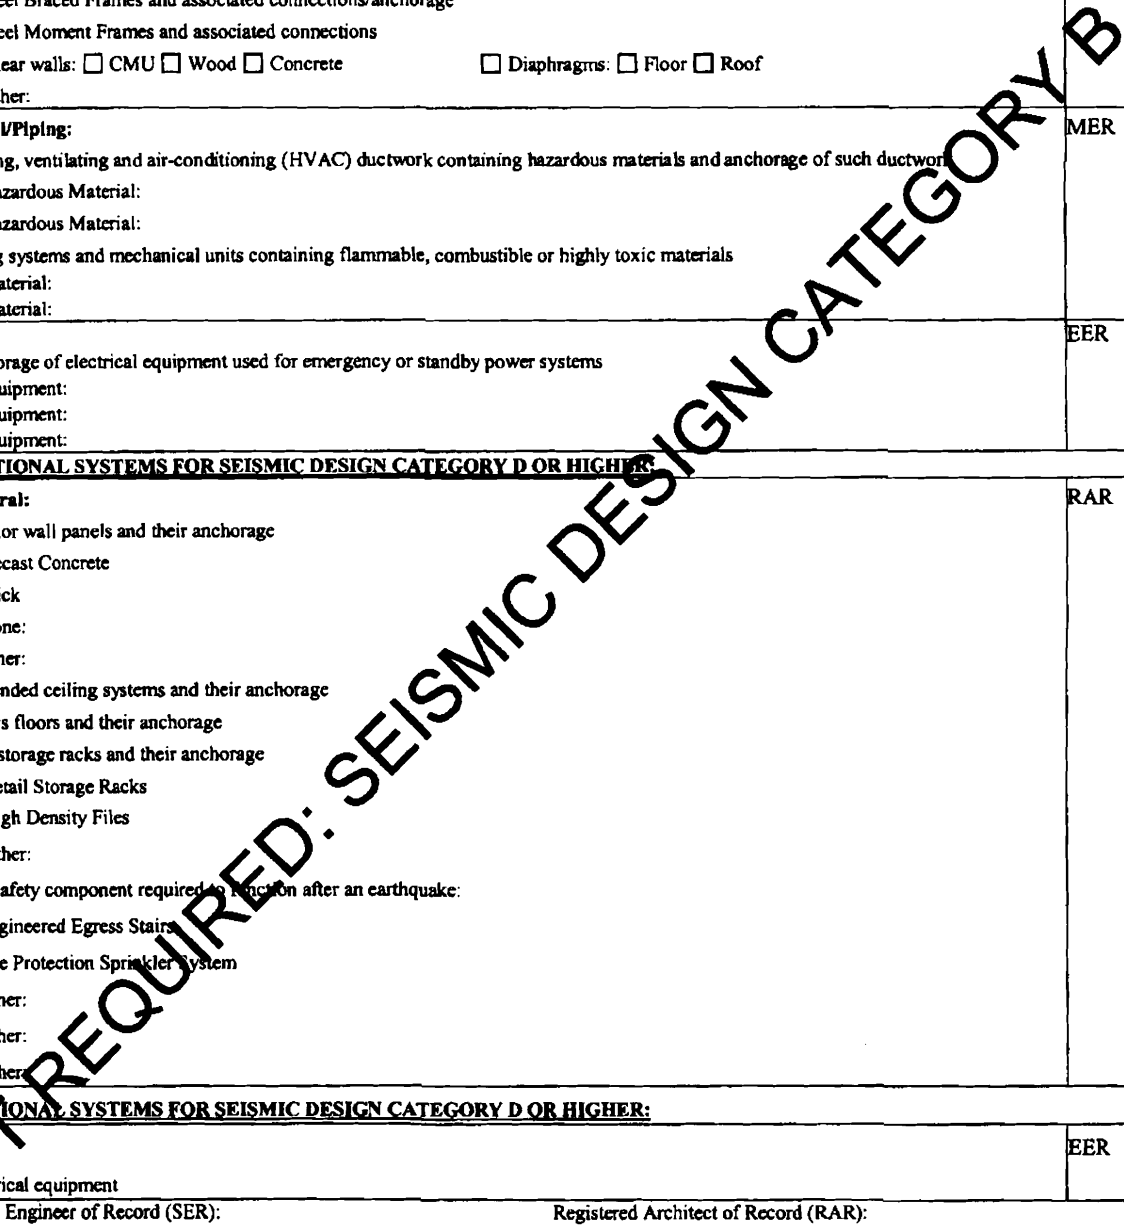 eel Braced Frames and associated connections/anchorage
eel Moment Frames and associated connections
ear walls: ☐ CMU ☐ Wood ☐ Concrete ☐ Diaphragms: ☐ Floor ☐ Roof
her:
l/Piping: MER
ng, ventilating and air-conditioning (HVAC) ductwork containing hazardous materials and anchorage of such ductwor
azardous Material:
azardous Material:
g systems and mechanical units containing flammable, combustible or highly toxic materials
aterial:
aterial:
EER
orage of electrical equipment used for emergency or standby power systems
uipment:
uipment:
uipment:
TIONAL SYSTEMS FOR SEISMIC DESIGN CATEGORY D OR HIGHER:
ral: RAR
ior wall panels and their anchorage
ecast Concrete
ick
one:
her:
nded ceiling systems and their anchorage
s floors and their anchorage
storage racks and their anchorage
etail Storage Racks
gh Density Files
ther:
afety component required to function after an earthquake:
gineered Egress Stairs
e Protection Sprinkler System
her:
her:
her:
IONAL SYSTEMS FOR SEISMIC DESIGN CATEGORY D OR HIGHER:
EER
rical equipment
Engineer of Record (SER): Registered Architect of Record (RAR):
T REQUIRED: SEISMIC DESIGN CATEGORY B